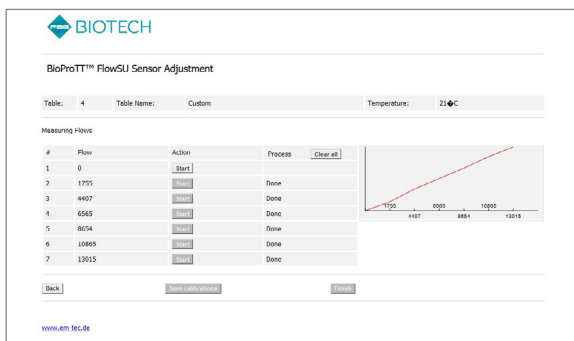 PSG BIOTECH
BioProTT™ FlowSU Sensor Adjustment
Table: 4 Table Name: Custom Temperature: 21�C
Measuring Flows
# Flow Action Process Clear all
1 0 Start
2 1755 Start Done
3 4407 Start Done
4 6565 Start Done
5 8654 Start Done
6 10865 Start Done
7 13015 Start Done
1755 6565 10865
4407 8654 13015
Back Save calibrations Finish
www.em-tec.de